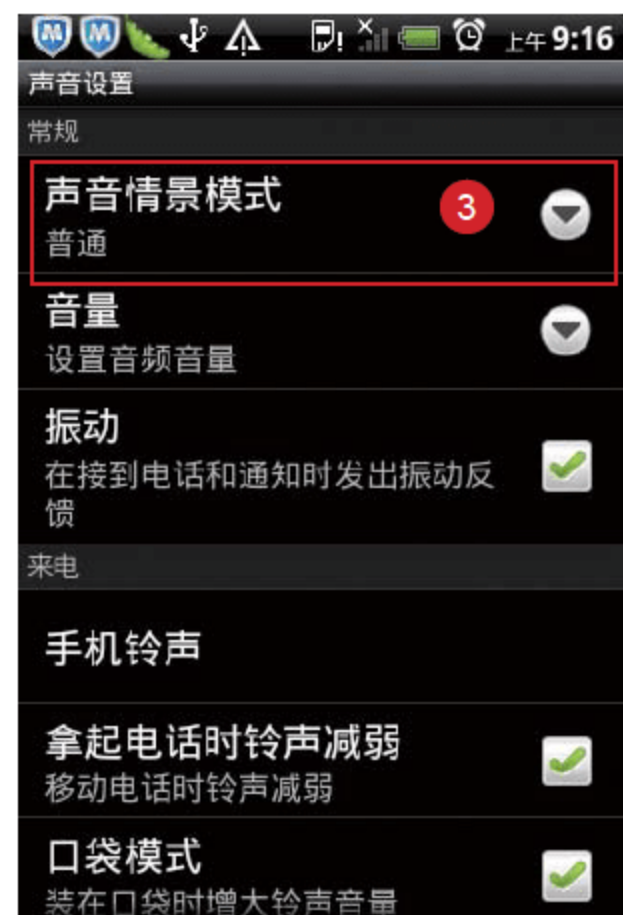 上午 9:16
声音设置
常规
声音情景模式
3
普通
音量
设置音频音量
振动
在接到电话和通知时发出振动反
馈
来电
手机铃声
拿起电话时铃声减弱
移动电话时铃声减弱
口袋模式
装在口袋时增大铃声音量